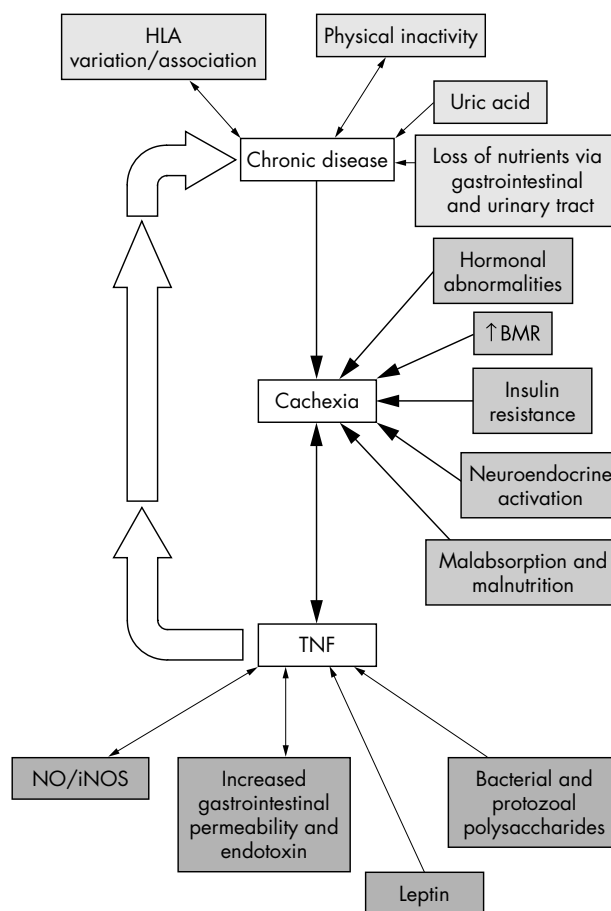 HLA
variation/association
Physical inactivity
Uric acid
Chronic disease
Loss of nutrients via
gastrointestinal
and urinary tract
Hormonal
abnormalities
↑BMR
Cachexia
Insulin
resistance
Neuroendocrine
activation
Malabsorption and
malnutrition
TNF
NO/iNOS
Increased
gastrointestinal
permeability and
endotoxin
Leptin
Bacterial and
protozoal
polysaccharides